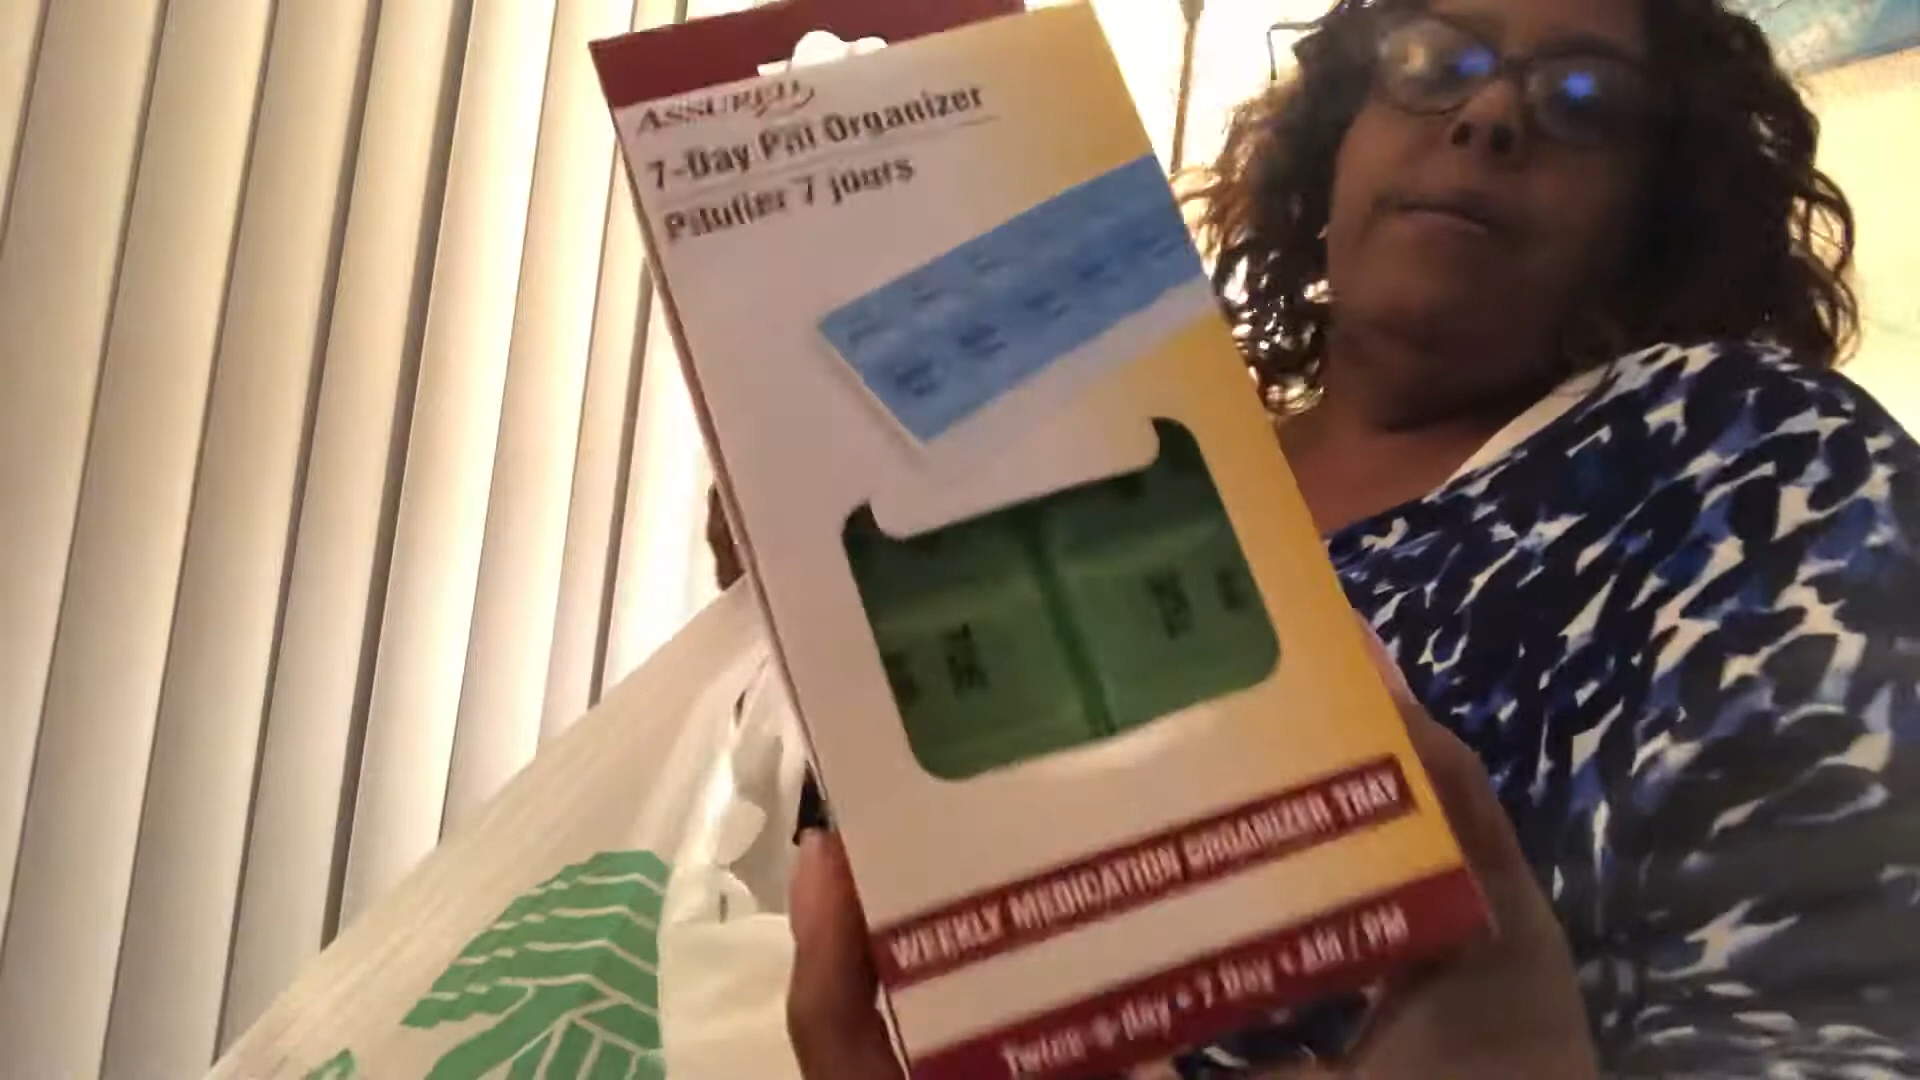 ASSURED
7-Day Pill Organizer
Pilulier 7 jours
WEEKLY MEDICATION ORGANIZER TRAY
Twice-a-day • 7 Day • AM / PM